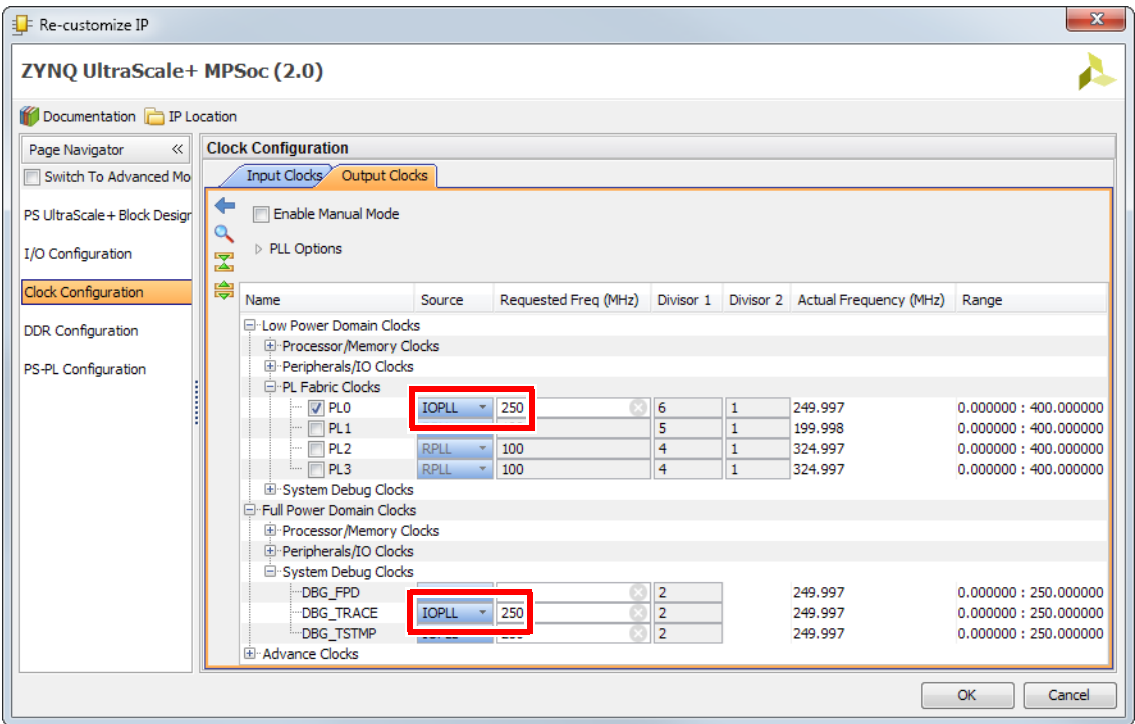 Re-customize IP
ZYNQ UltraScale+ MPSoc (2.0)
Documentation IP Location
Page Navigator
Switch To Advanced Mo
PS UltraScale+ Block Desigr
I/O Configuration
Clock Configuration
DDR Configuration
PS-PL Configuration
Clock Configuration
Input Clocks Output Clocks
Enable Manual Mode
PLL Options
Name Source Requested Freq (MHz) Divisor 1 Divisor 2 Actual Frequency (MHz) Range
Low Power Domain Clocks
Processor/Memory Clocks
Peripherals/IO Clocks
PL Fabric Clocks
PL0 IOPLL 250 6 1 249.997 0.000000 : 400.000000
PL1 5 1 199.998 0.000000 : 400.000000
PL2 RPLL 100 4 1 324.997 0.000000 : 400.000000
PL3 RPLL 100 4 1 324.997 0.000000 : 400.000000
System Debug Clocks
Full Power Domain Clocks
Processor/Memory Clocks
Peripherals/IO Clocks
System Debug Clocks
DBG_FPD 2 249.997 0.000000 : 250.000000
DBG_TRACE IOPLL 250 2 249.997 0.000000 : 250.000000
DBG_TSTMP 2 249.997 0.000000 : 250.000000
Advance Clocks
OK Cancel